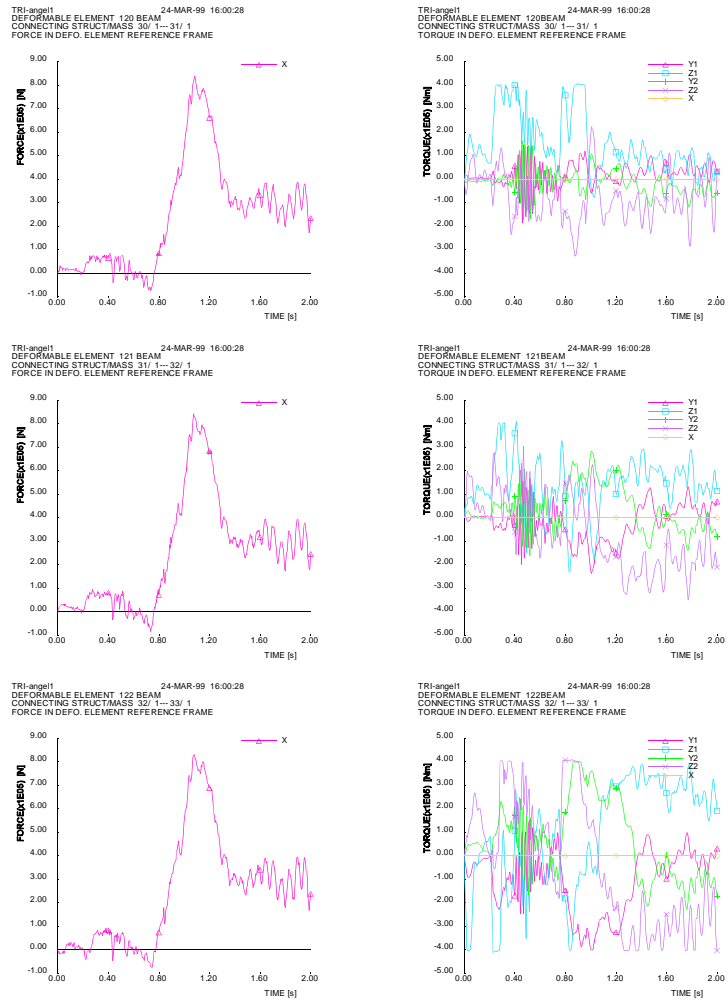 TRI-angel1 24-MAR-99 16:00:28
DEFORMABLE ELEMENT 120 BEAM
CONNECTING STRUCT/MASS 30/ 1--- 31/ 1
FORCE IN DEFO. ELEMENT REFERENCE FRAME
X
FORCE(x1E06) [N]
9.00
8.00
7.00
6.00
5.00
4.00
3.00
2.00
1.00
0.00
-1.00
0.00 0.40 0.80 1.20 1.60 2.00
TIME [s]
TRI-angel1 24-MAR-99 16:00:28
DEFORMABLE ELEMENT 120BEAM
CONNECTING STRUCT/MASS 30/ 1--- 31/ 1
TORQUE IN DEFO. ELEMENT REFERENCE FRAME
Y1
Z1
Y2
Z2
X
TORQUE(x1E06) [Nm]
5.00
4.00
3.00
2.00
1.00
0.00
-1.00
-2.00
-3.00
-4.00
-5.00
0.00 0.40 0.80 1.20 1.60 2.00
TIME [s]
TRI-angel1 24-MAR-99 16:00:28
DEFORMABLE ELEMENT 121 BEAM
CONNECTING STRUCT/MASS 31/ 1--- 32/ 1
FORCE IN DEFO. ELEMENT REFERENCE FRAME
X
FORCE(x1E06) [N]
9.00
8.00
7.00
6.00
5.00
4.00
3.00
2.00
1.00
0.00
-1.00
0.00 0.40 0.80 1.20 1.60 2.00
TIME [s]
TRI-angel1 24-MAR-99 16:00:28
DEFORMABLE ELEMENT 121BEAM
CONNECTING STRUCT/MASS 31/ 1--- 32/ 1
TORQUE IN DEFO. ELEMENT REFERENCE FRAME
Y1
Z1
Y2
Z2
X
TORQUE(x1E06) [Nm]
5.00
4.00
3.00
2.00
1.00
0.00
-1.00
-2.00
-3.00
-4.00
-5.00
0.00 0.40 0.80 1.20 1.60 2.00
TIME [s]
TRI-angel1 24-MAR-99 16:00:28
DEFORMABLE ELEMENT 122 BEAM
CONNECTING STRUCT/MASS 32/ 1--- 33/ 1
FORCE IN DEFO. ELEMENT REFERENCE FRAME
X
FORCE(x1E06) [N]
9.00
8.00
7.00
6.00
5.00
4.00
3.00
2.00
1.00
0.00
-1.00
0.00 0.40 0.80 1.20 1.60 2.00
TIME [s]
TRI-angel1 24-MAR-99 16:00:28
DEFORMABLE ELEMENT 122BEAM
CONNECTING STRUCT/MASS 32/ 1--- 33/ 1
TORQUE IN DEFO. ELEMENT REFERENCE FRAME
Y1
Z1
Y2
Z2
X
TORQUE(x1E06) [Nm]
5.00
4.00
3.00
2.00
1.00
0.00
-1.00
-2.00
-3.00
-4.00
-5.00
0.00 0.40 0.80 1.20 1.60 2.00
TIME [s]